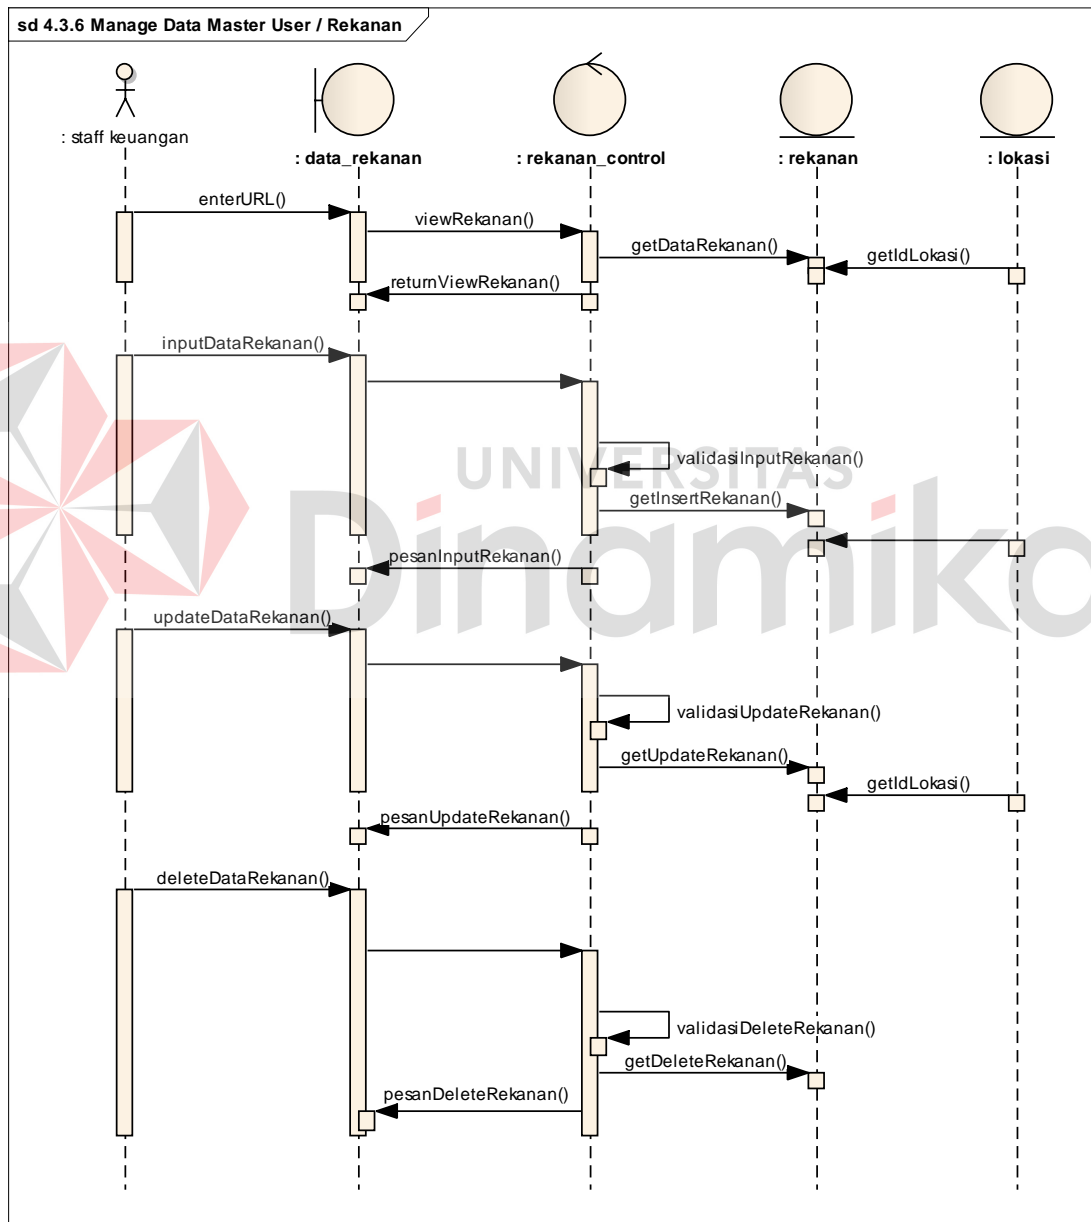 sd 4.3.6 Manage Data Master User / Rekanan
: staff keuangan
: data_rekanan
: rekanan_control
: rekanan
: lokasi
enterURL()
viewRekanan()
getDataRekanan()
getIdLokasi()
returnViewRekanan()
inputDataRekanan()
UNIVERSITAS
validasiInputRekanan()
getInsertRekanan()
Dinamika
pesanInputRekanan()
updateDataRekanan()
validasiUpdateRekanan()
getUpdateRekanan()
getIdLokasi()
pesanUpdateRekanan()
deleteDataRekanan()
validasiDeleteRekanan()
getDeleteRekanan()
pesanDeleteRekanan()